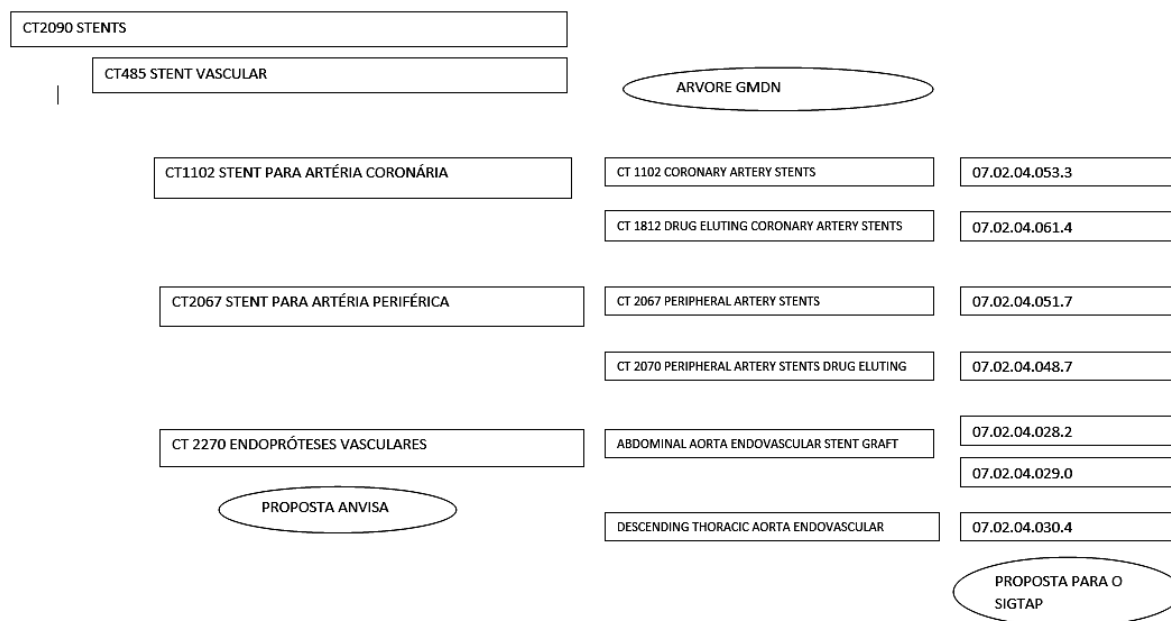 CT2090 STENTS
CT485 STENT VASCULAR
ARVORE GMDN
CT1102 STENT PARA ARTÉRIA CORONÁRIA
CT 1102 CORONARY ARTERY STENTS
07.02.04.053.3
CT 1812 DRUG ELUTING CORONARY ARTERY STENTS
07.02.04.061.4
CT2067 STENT PARA ARTÉRIA PERIFÉRICA
CT 2067 PERIPHERAL ARTERY STENTS
07.02.04.051.7
CT 2070 PERIPHERAL ARTERY STENTS DRUG ELUTING
07.02.04.048.7
CT 2270 ENDOPRÓTESES VASCULARES
ABDOMINAL AORTA ENDOVASCULAR STENT GRAFT
07.02.04.028.2
07.02.04.029.0
PROPOSTA ANVISA
DESCENDING THORACIC AORTA ENDOVASCULAR
07.02.04.030.4
PROPOSTA PARA O
SIGTAP